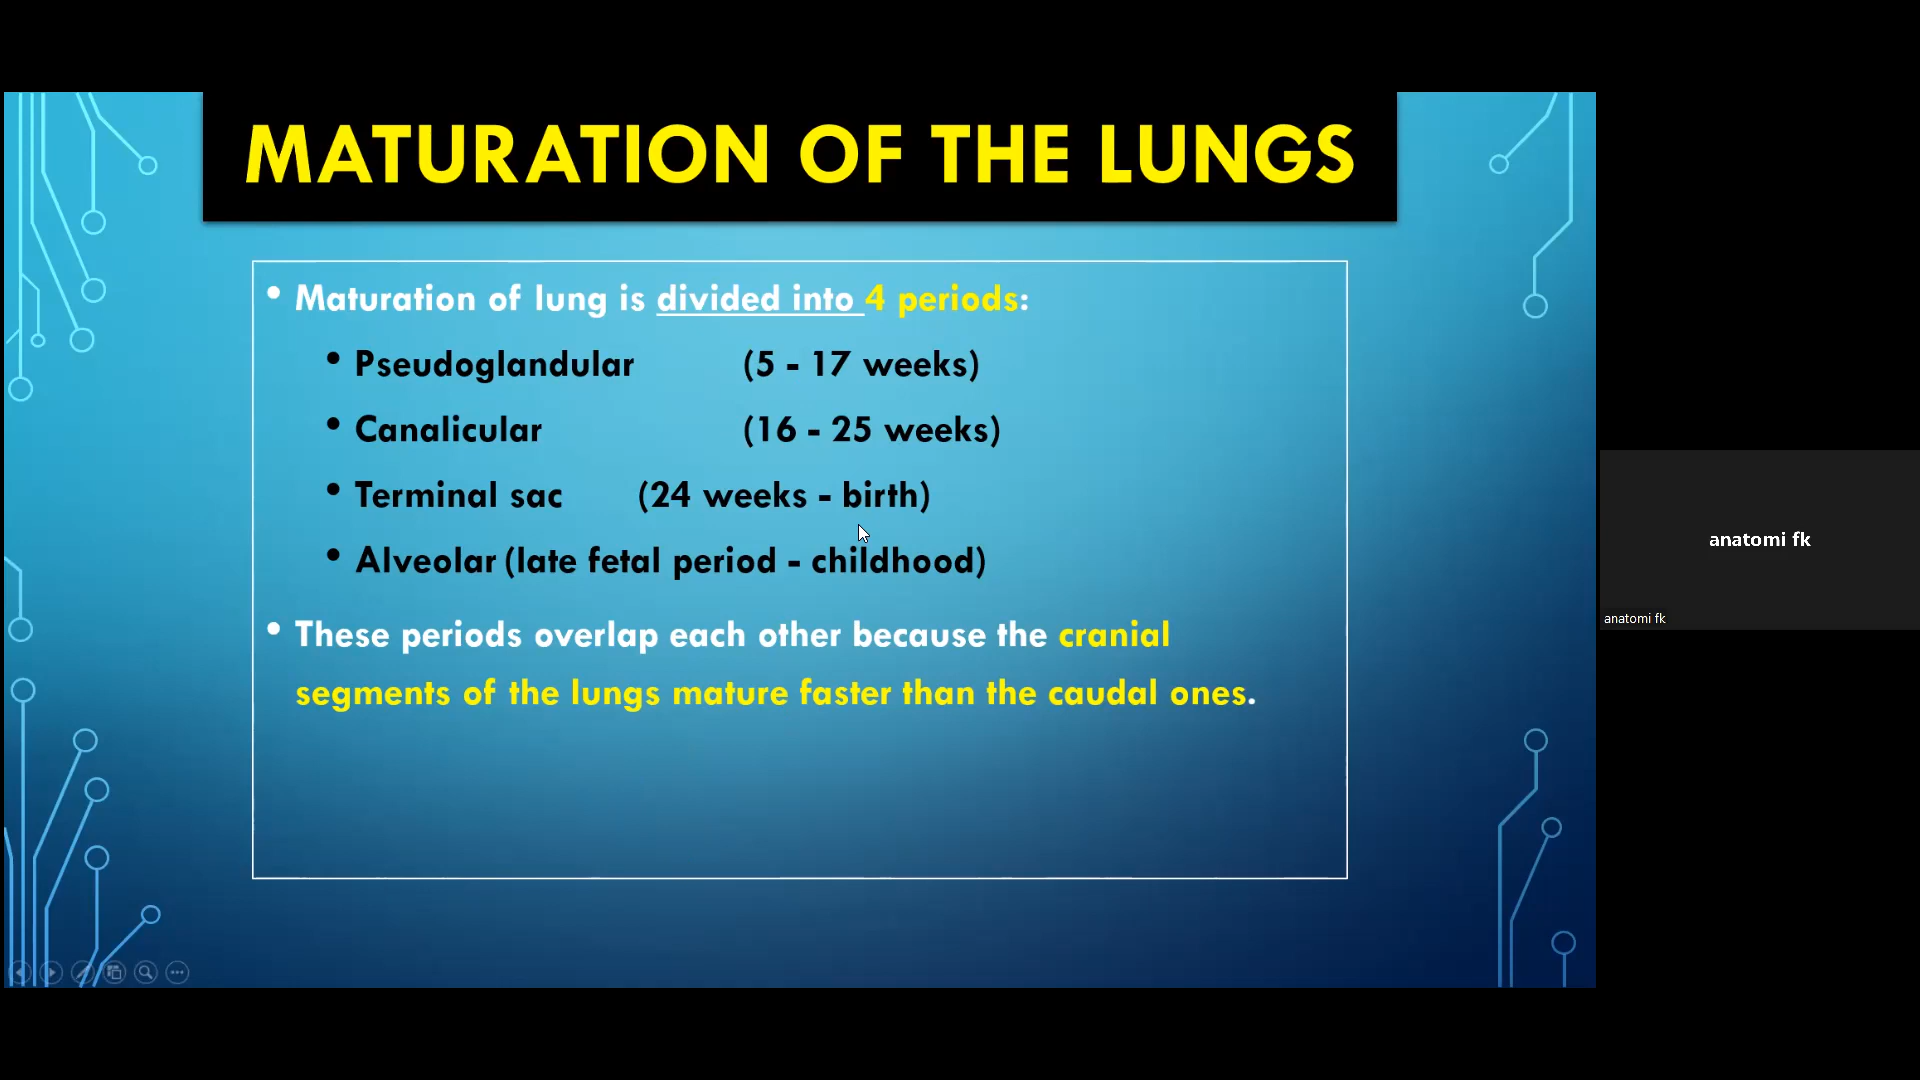 MATURATION OF THE LUNGS
• Maturation of lung is divided into 4 periods:
• Pseudoglandular (5 - 17 weeks)
• Canalicular (16 - 25 weeks)
• Terminal sac (24 weeks - birth)
• Alveolar (late fetal period - childhood)
• These periods overlap each other because the cranial
segments of the lungs mature faster than the caudal ones.
anatomi fk
anatomi fk